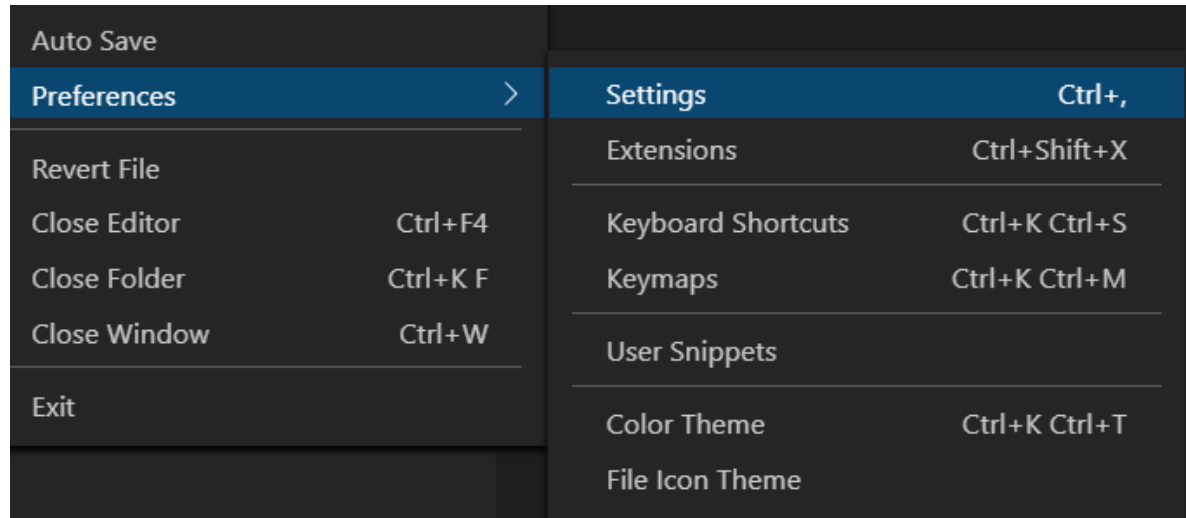 Auto Save
Preferences
Revert File
Close Editor Ctrl+F4
Close Folder Ctrl+K F
Close Window Ctrl+W
Exit
Settings Ctrl+,
Extensions Ctrl+Shift+X
Keyboard Shortcuts Ctrl+K Ctrl+S
Keymaps Ctrl+K Ctrl+M
User Snippets
Color Theme Ctrl+K Ctrl+T
File Icon Theme